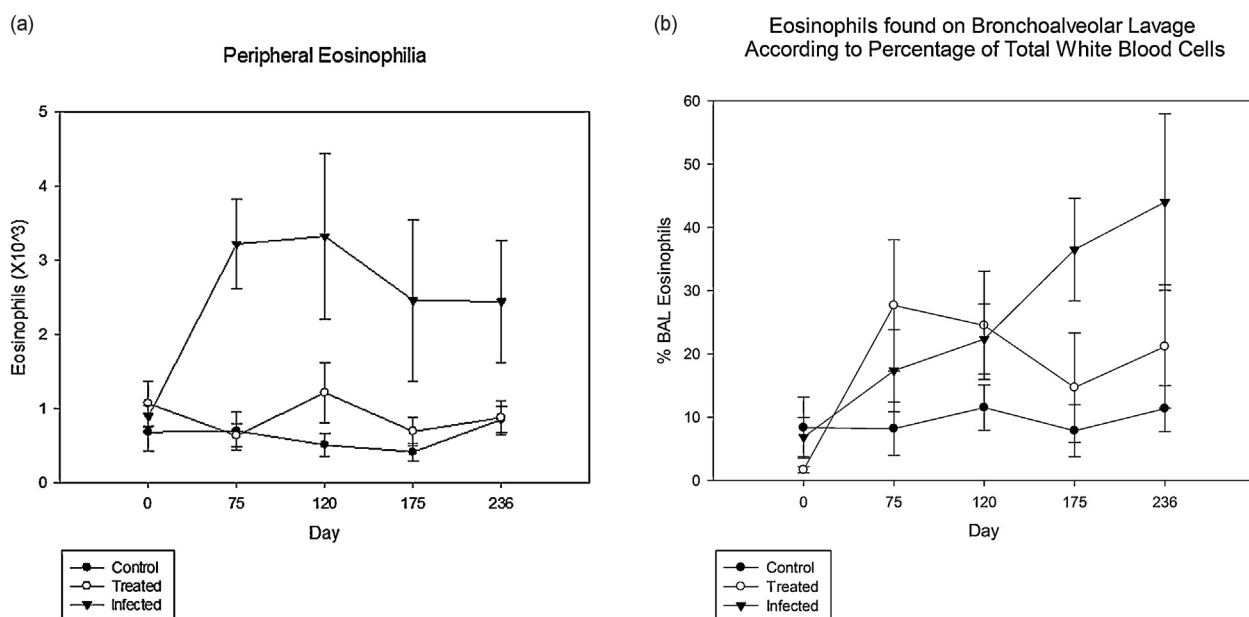 (a)
Peripheral Eosinophilia
5
4
3
2
1
0
Eosinophils (X10^3)
0 75 120 175 236
Day
Control
Treated
Infected
(b)
Eosinophils found on Bronchoalveolar Lavage
According to Percentage of Total White Blood Cells
60
50
40
30
20
10
0
% BAL Eosinophils
0 75 120 175 236
Day
Control
Treated
Infected